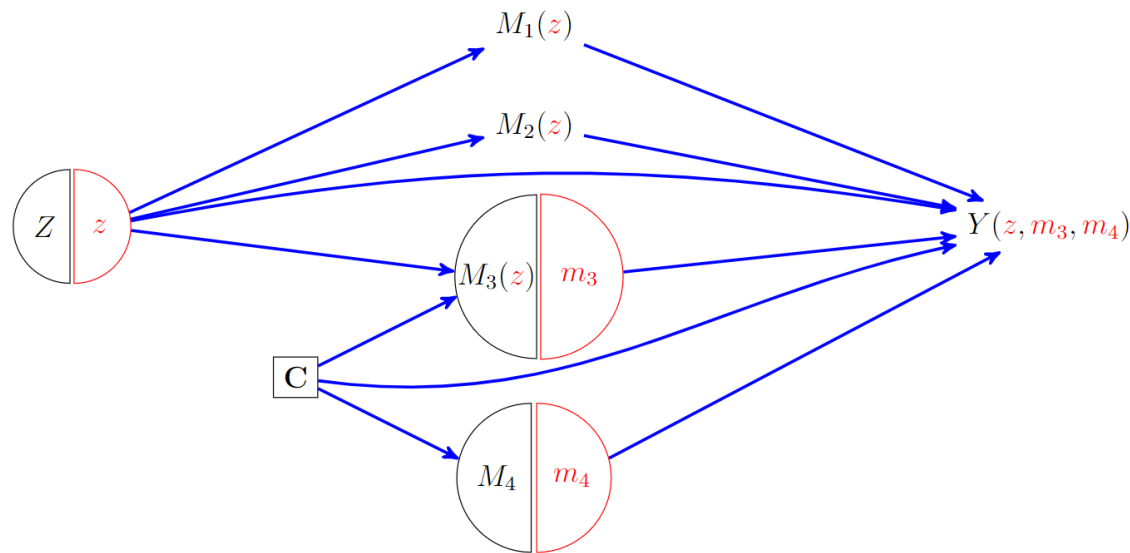 M₁(z)
M₂(z)
Z z
Y(z, m₃, m₄)
M₃(z) m₃
C
M₄ m₄